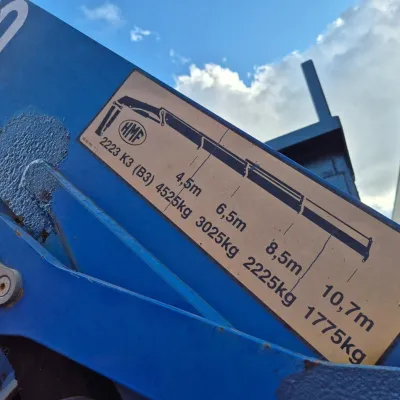 HMF
2223 K3 (B3)
4,5m 6,5m 8,5m 10,7m
4525kg 3025kg 2225kg 1775kg